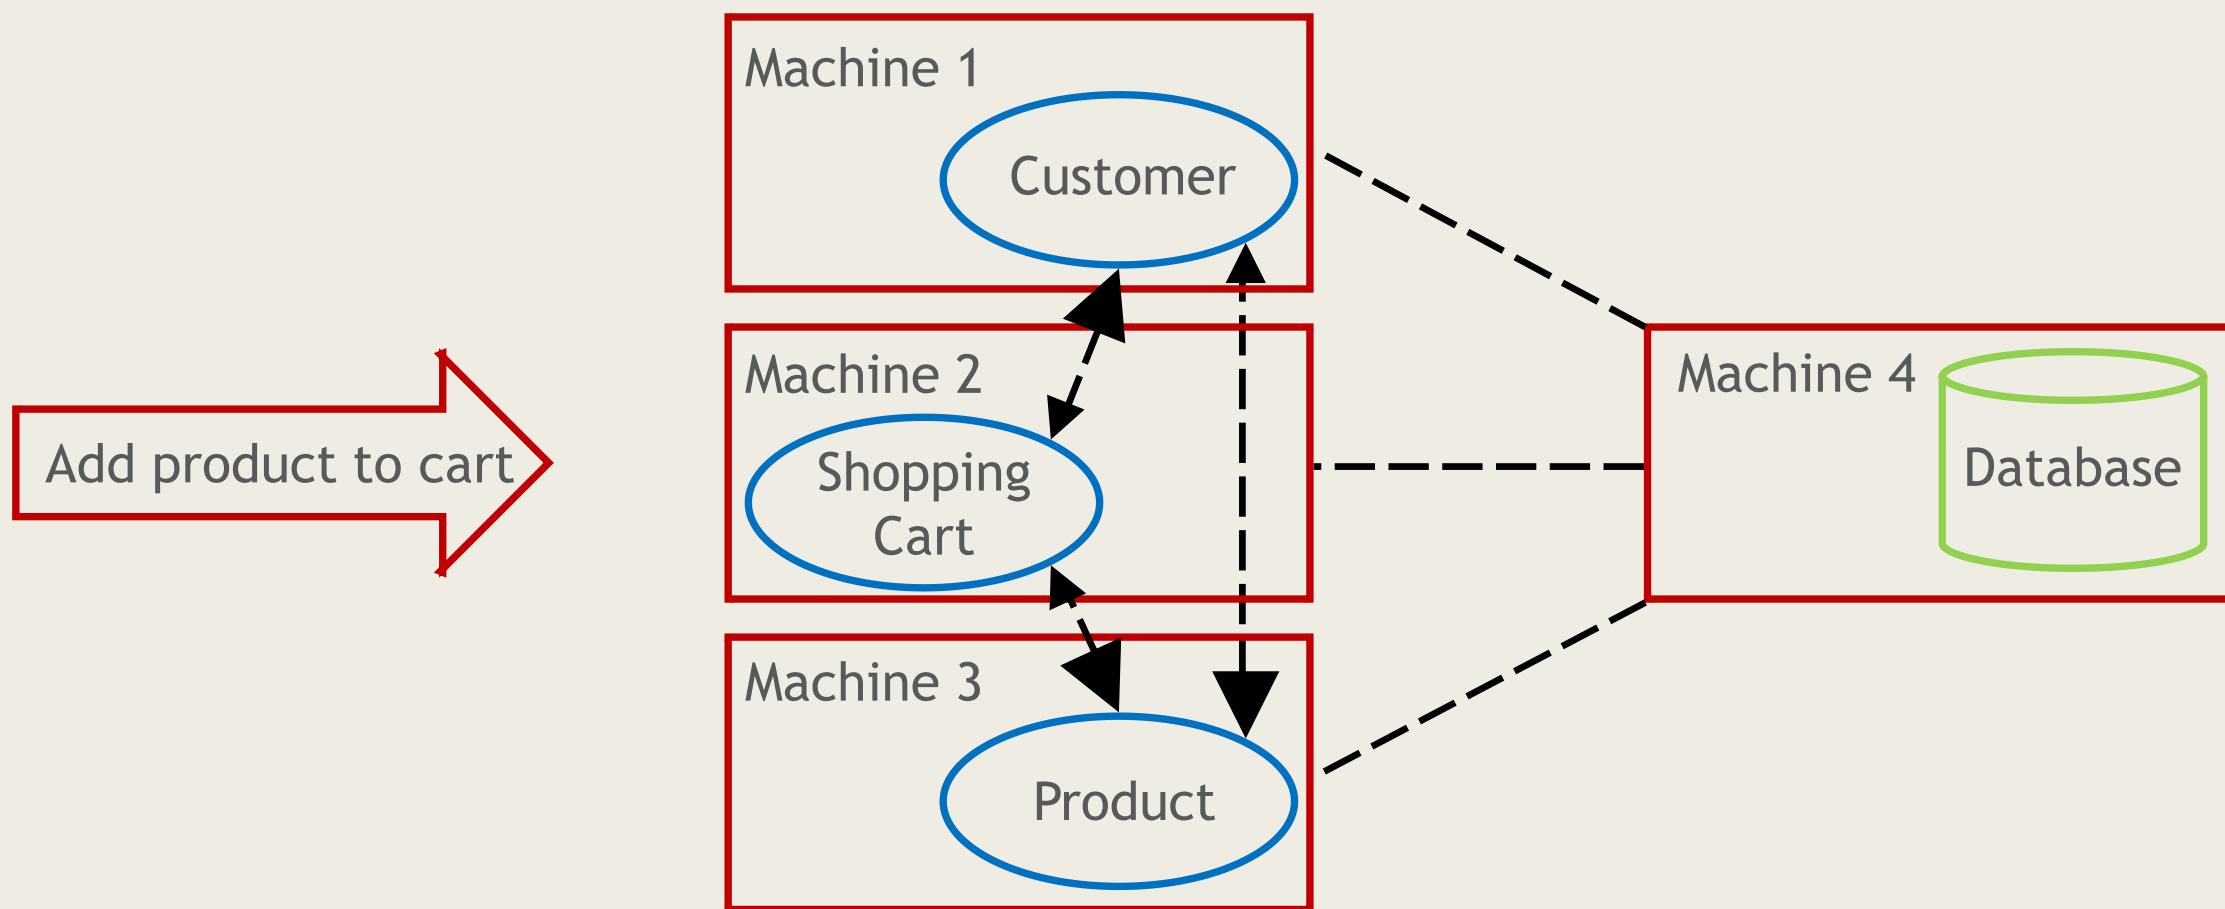 Machine 1
Customer
Add product to cart
Machine 2
Shopping
Cart
Machine 4
Database
Machine 3
Product